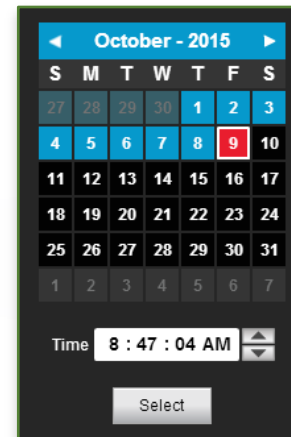 October - 2015
S M T W T F S
27 28 29 30 1 2 3
4 5 6 7 8 9 10
11 12 13 14 15 16 17
18 19 20 21 22 23 24
25 26 27 28 29 30 31
1 2 3 4 5 6 7
Time 8 : 47 : 04 AM
Select